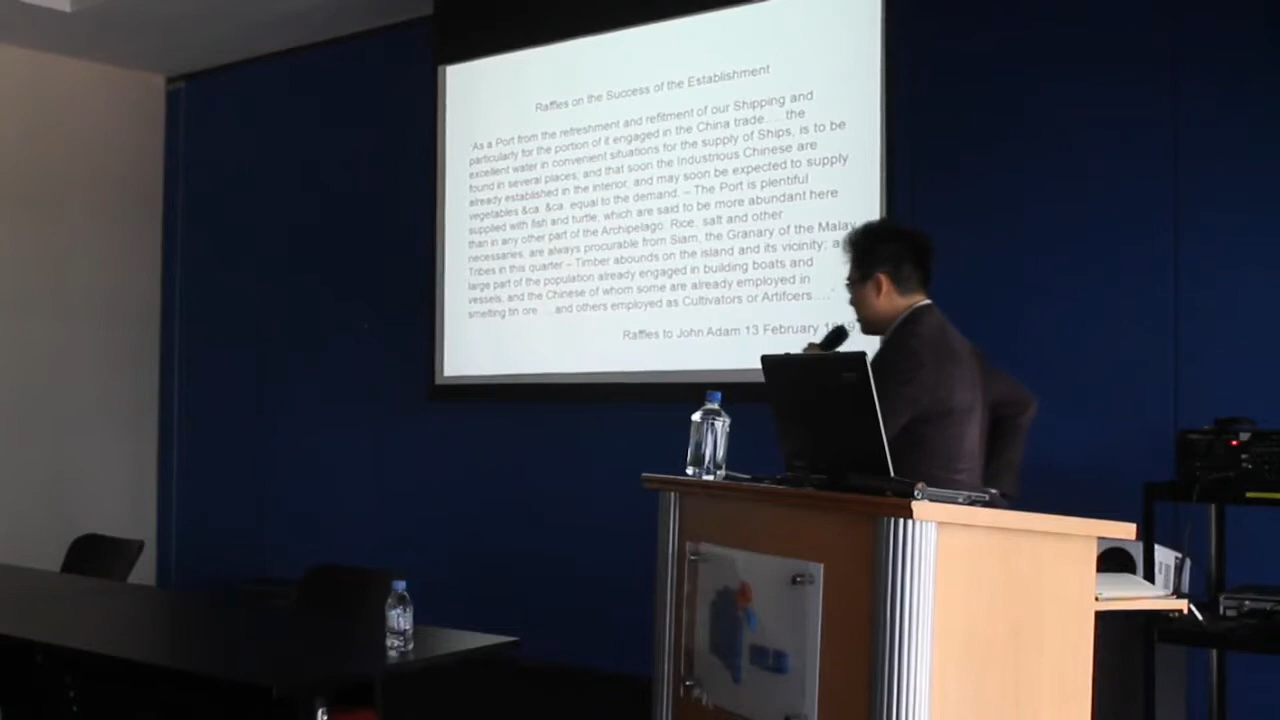 Raffles on the Success of the Establishment
"As a Port from the refreshment and refitment of our Shipping and
particularly for the portion of it engaged in the China trade.....the
excellent water in convenient situations for the supply of Ships, is to be
found in several places; and that soon the Industrious Chinese are
already established in the interior, and may soon be expected to supply
vegetables &ca. &ca. equal to the demand. – The Port is plentiful
supplied with fish and turtle, which are said to be more abundant here
than in any other part of the Archipelago. Rice, salt and other
necessaries, are always procurable from Siam, the Granary of the Malay
Tribes in this quarter – Timber abounds on the island and its vicinity; a
large part of the population already engaged in building boats and
vessels, and the Chinese of whom some are already employed in
smelting tin ore.....and others employed as Cultivators or Artifcers...."
Raffles to John Adam 13 February 1819